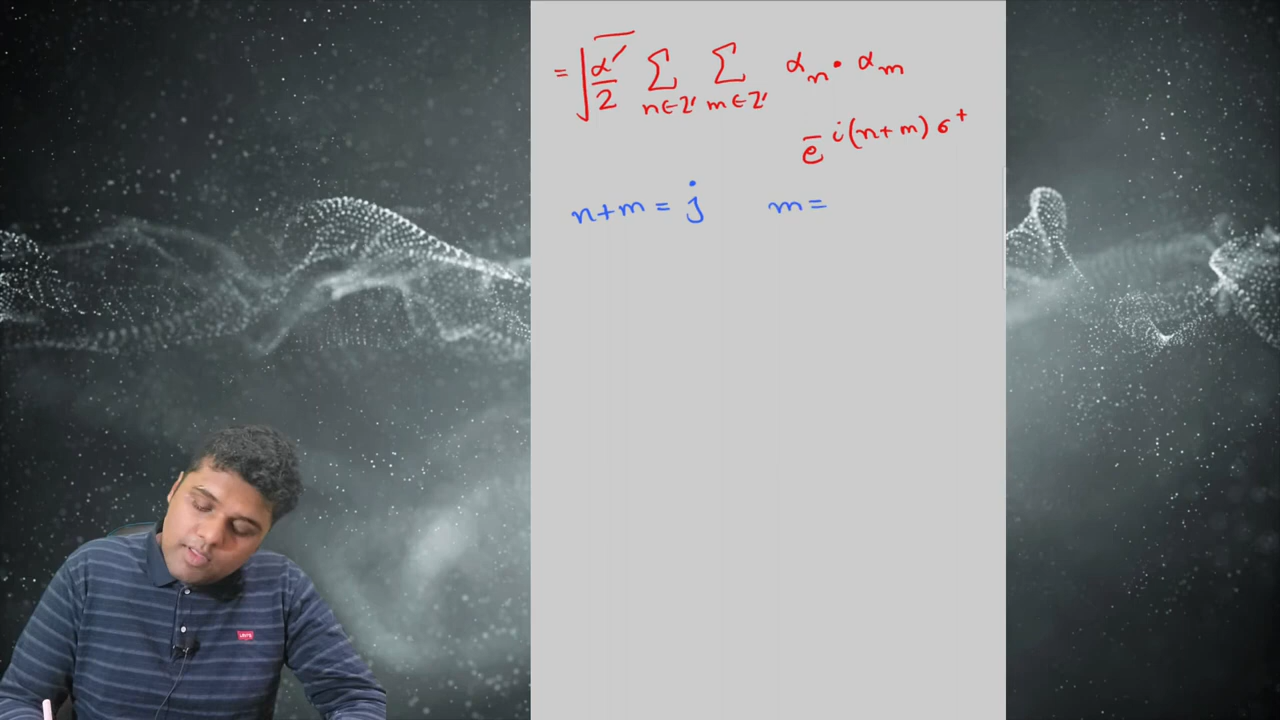 = √(α′/2) Σ n∈Z Σ m∈Z α_n · α_m
e^{-i(n+m)σ^+}
n+m = j m =